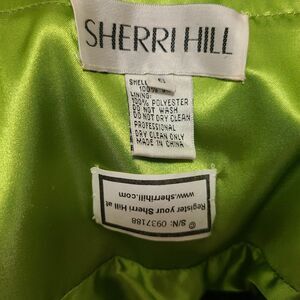 SHERRI HILL
SHELL
100%
LINING:
100% POLYESTER
DO NOT WASH
DO NOT DRY CLEAN
PROFESSIONAL
DRY CLEAN ONLY
MADE IN CHINA
© S/N: 0937188
Register your Sherri Hill at
www.sherrihill.com